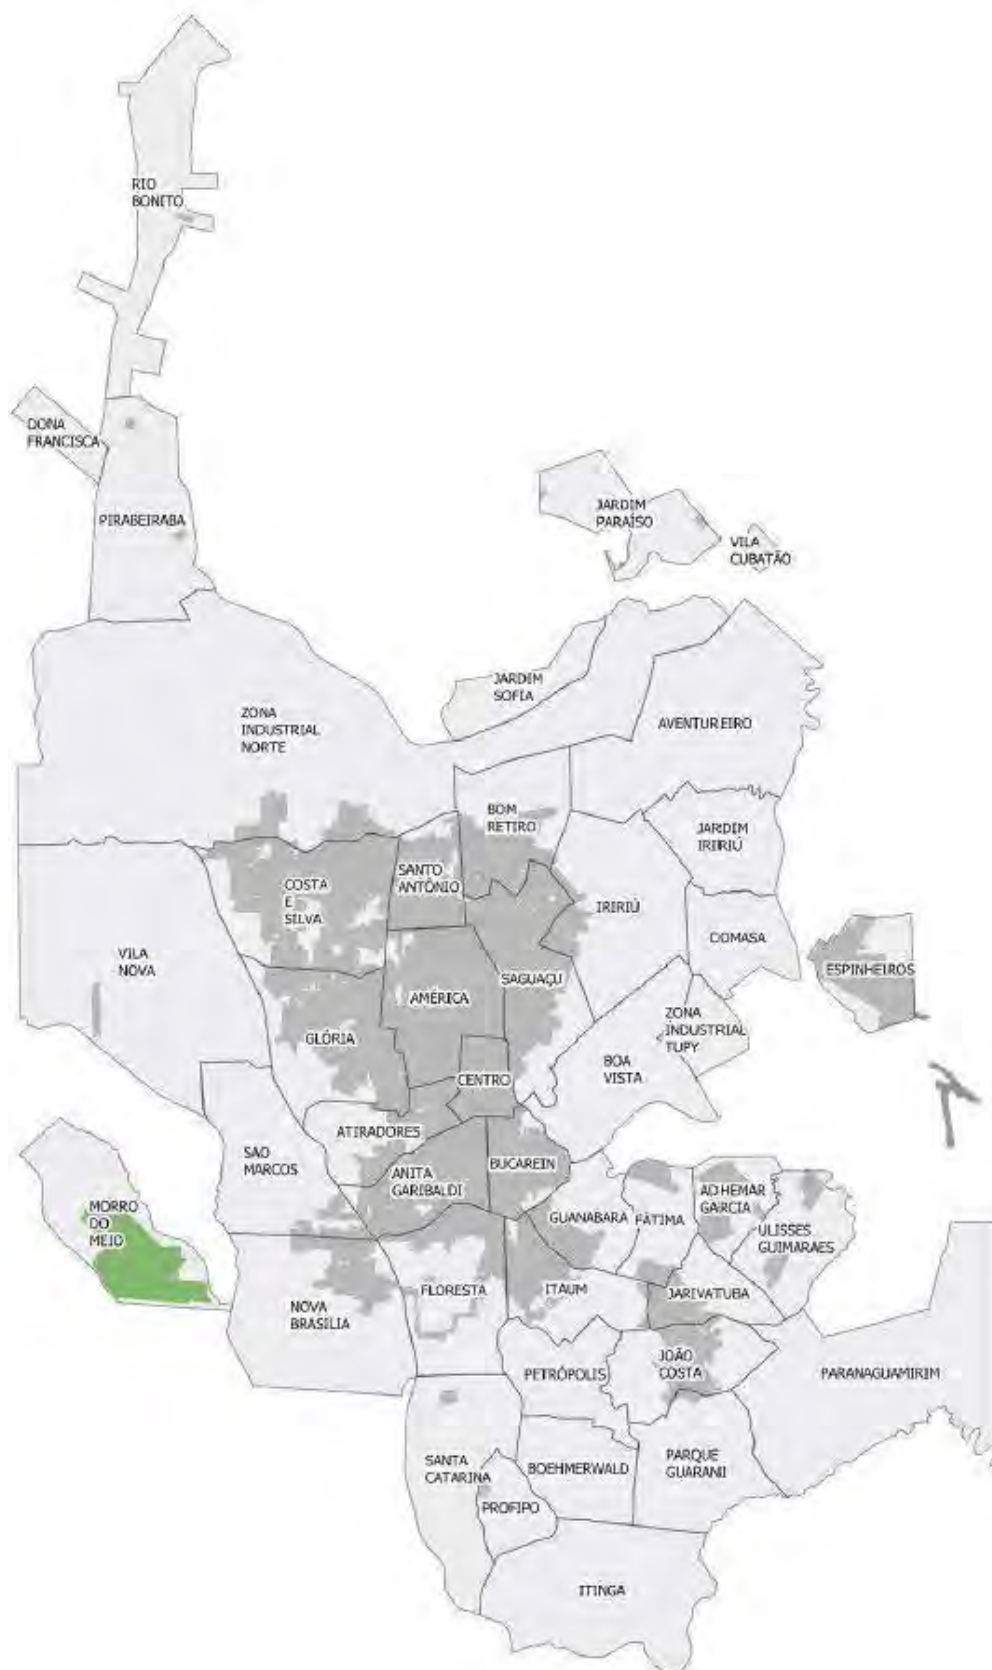 RIO
BONITO
DONA
FRANCISCA
PIRABEIRABA
JARDIM
PARAÍSO
VILA
CUBATÃO
JARDIM
SOFIA
ZONA
INDUSTRIAL
NORTE
AVENTUREIRO
BOM
RETIRO
JARDIM
IRIRIÚ
SANTO
ANTÔNIO
COSTA
E
SILVA
IRIRIÚ
COMASA
VILA
NOVA
ESPINHEIROS
SAGUAÇU
AMÉRICA
ZONA
INDUSTRIAL
TUPY
GLÓRIA
BOA
VISTA
CENTRO
ATIRADORES
SAO
MARCOS
ANITA
GARIBALDI
BUCAREIN
ADHEMAR
GARCIA
MORRO
DO
MEIO
GUANABARA
FÁTIMA
ULISSES
GUIMARAES
FLORESTA
ITAUM
JARIVATUBA
NOVA
BRASILIA
JOÃO
COSTA
PETRÓPOLIS
PARANAGUAMIRIM
SANTA
CATARINA
BOEHMERWALD
PARQUE
GUARANI
PROFIPO
ITINGA